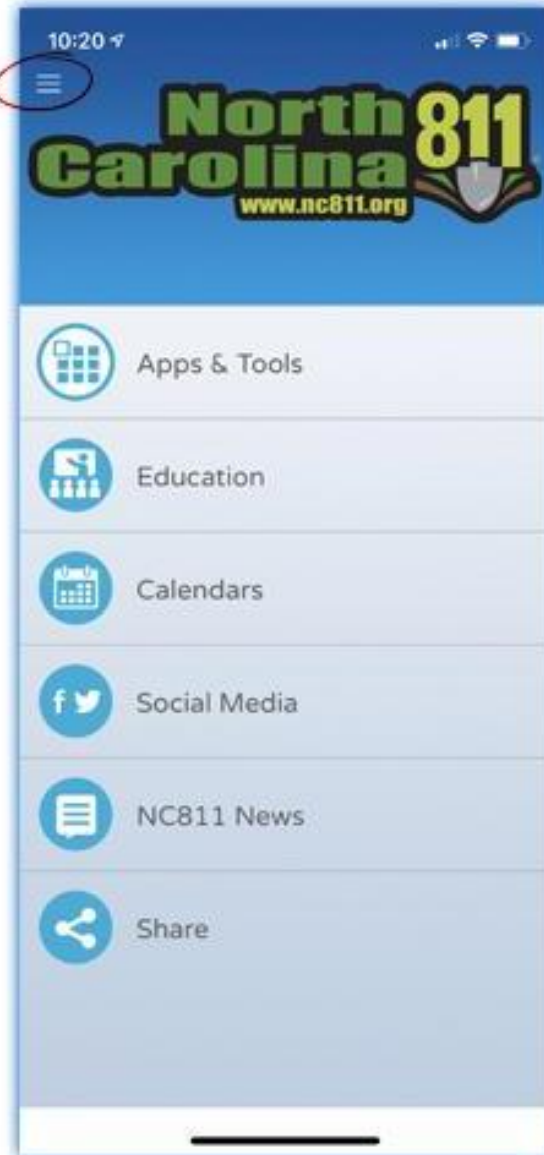 10:20
North 811
Carolina
www.nc811.org
Apps & Tools
Education
Calendars
Social Media
NC811 News
Share